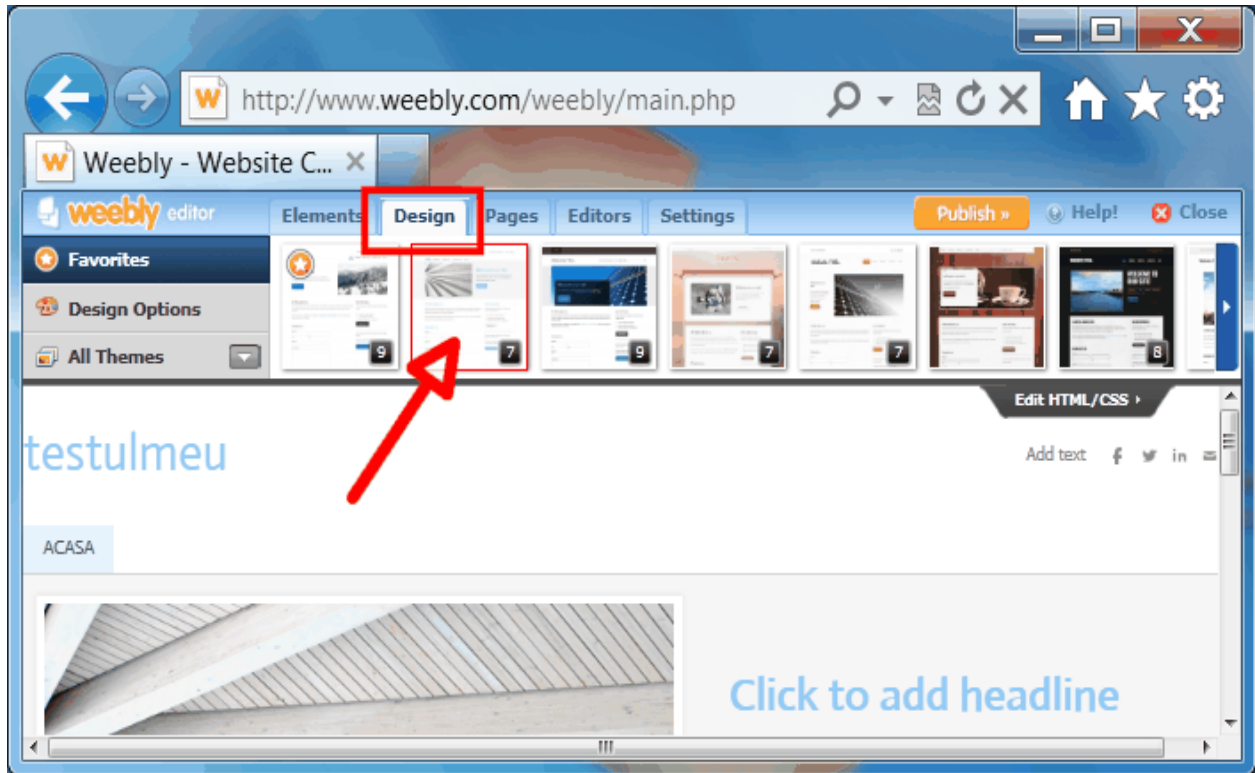 http://www.weebly.com/weebly/main.php
Weebly - Website C...
weebly editor
Elements Design Pages Editors Settings Publish » Help! Close
Favorites
Design Options
All Themes
9 7 9 7 7 8
Edit HTML/CSS
testulmeu
Add text f in
ACASA
Click to add headline